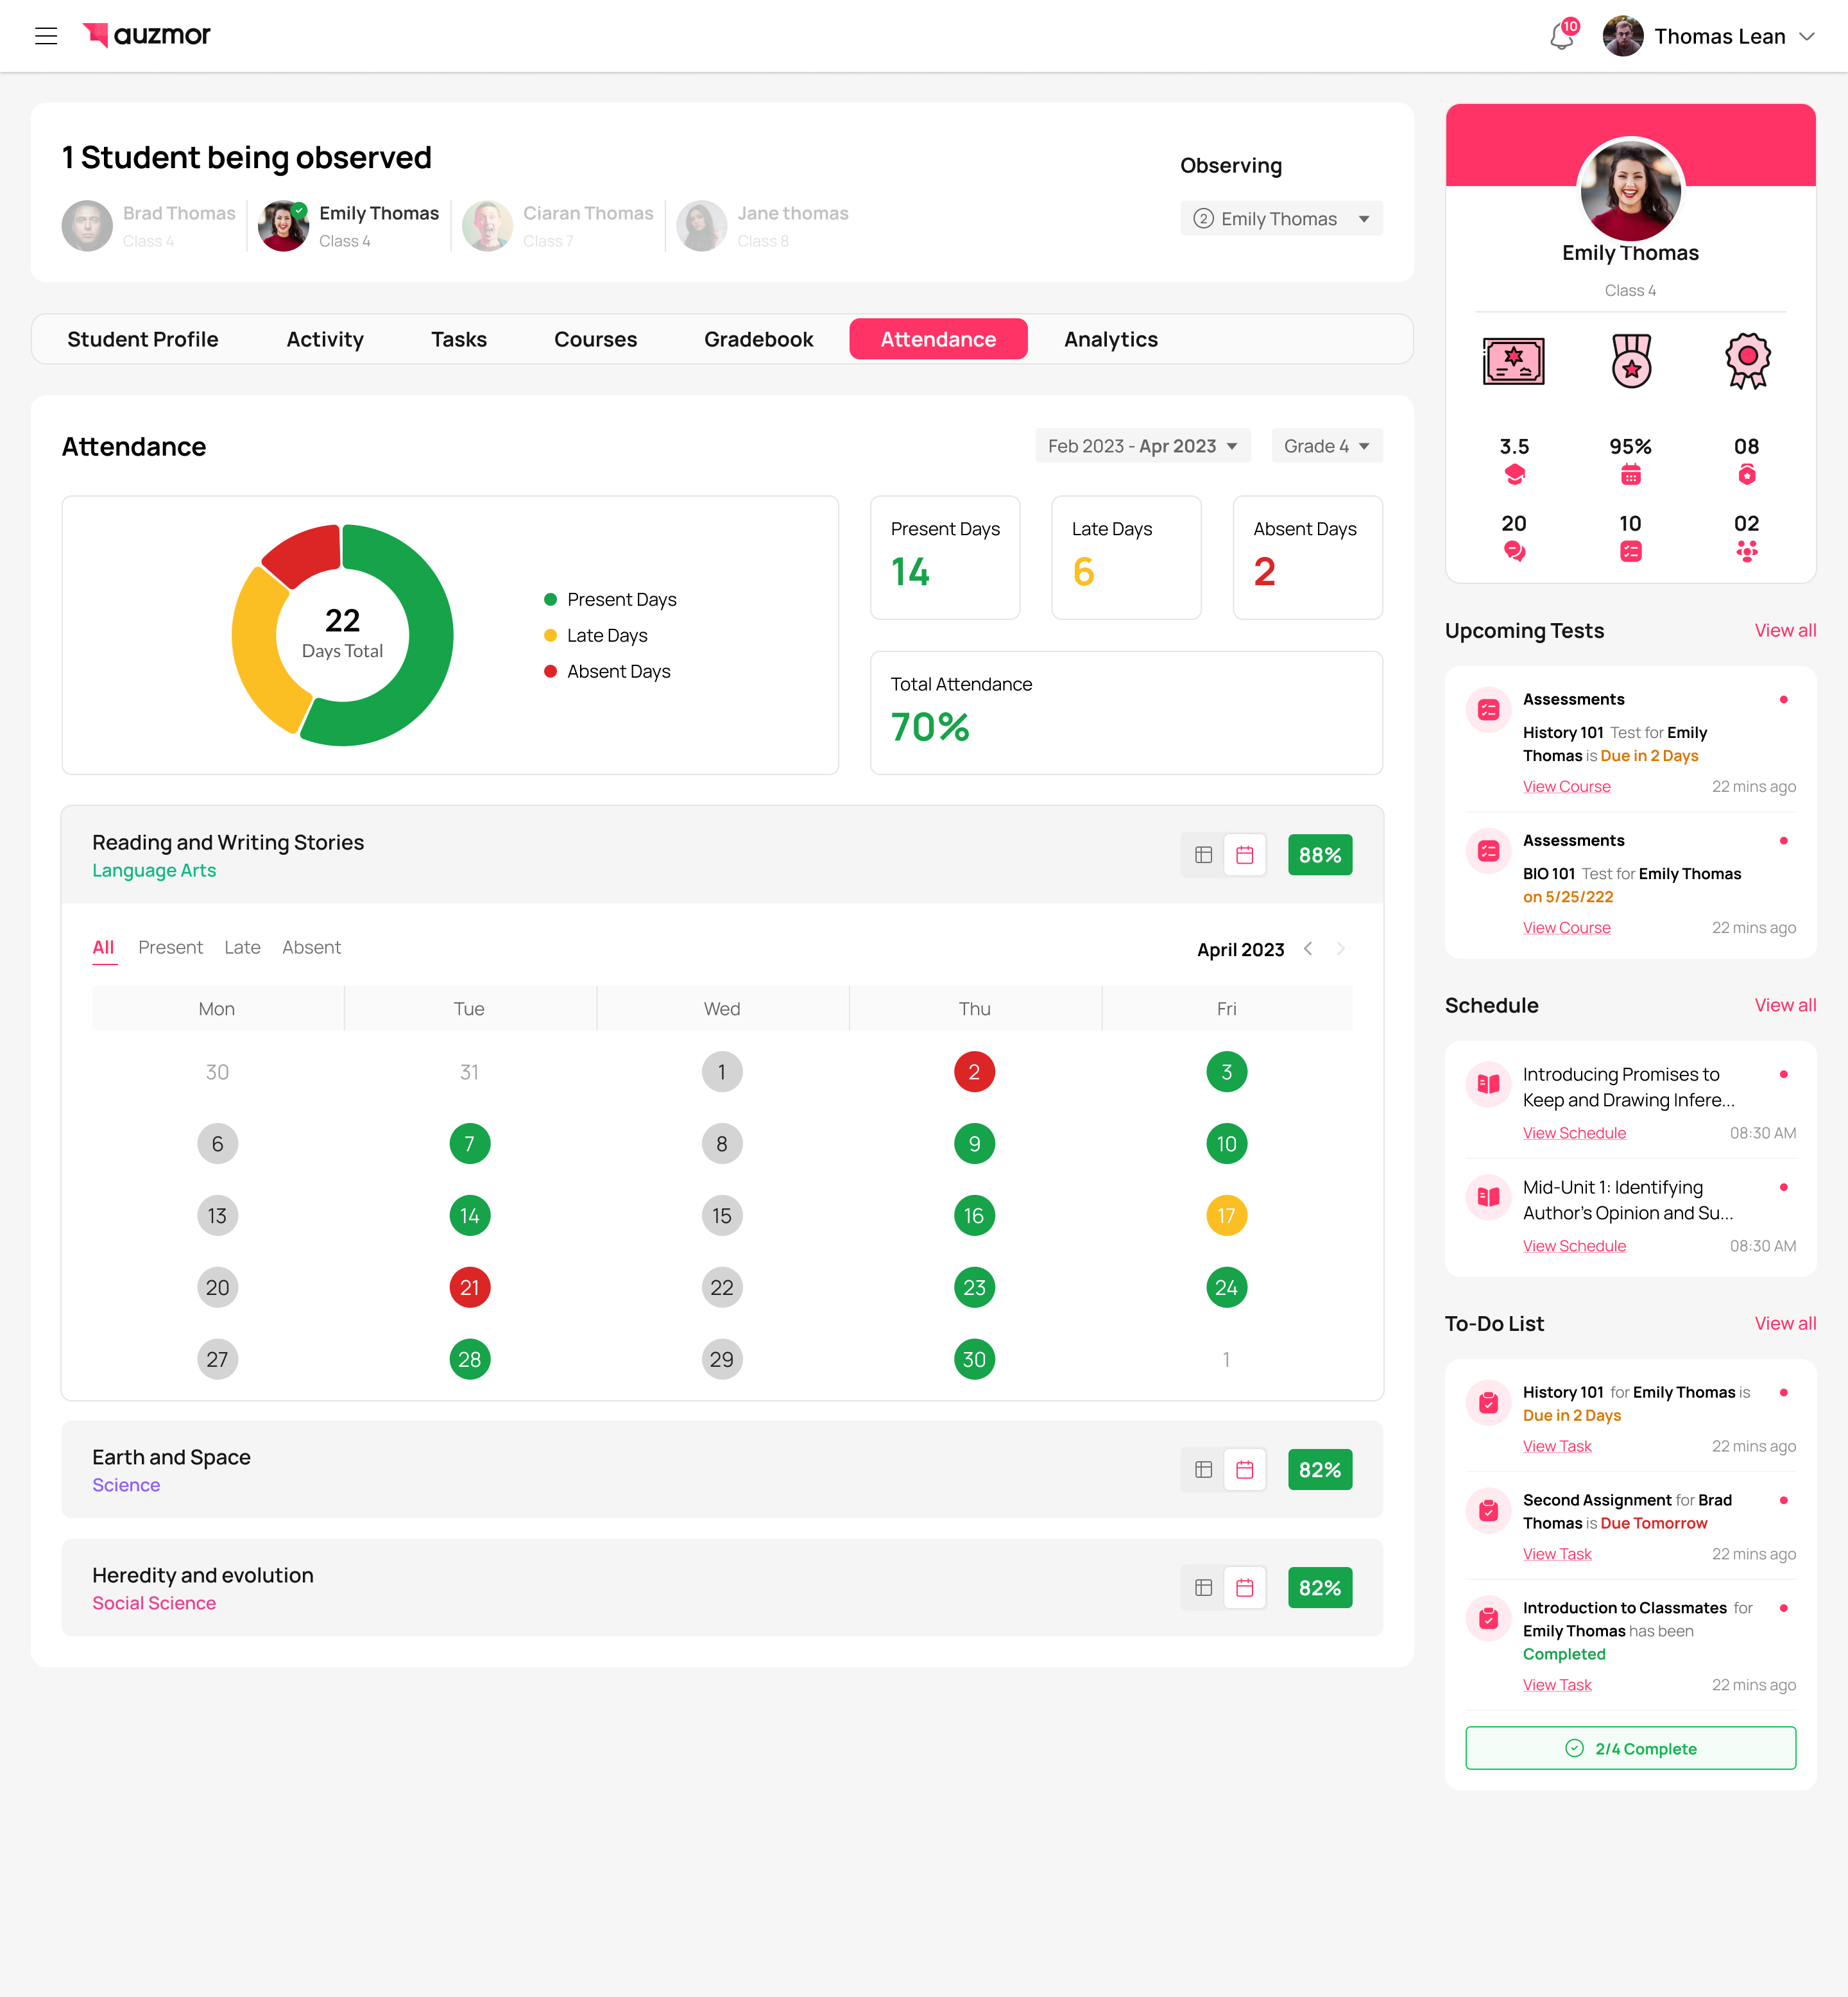 auzmor
10
Thomas Lean
1 Student being observed
Brad Thomas
Class 4
Emily Thomas
Class 4
Ciaran Thomas
Class 7
Jane thomas
Class 8
Observing
2 Emily Thomas
Student Profile
Activity
Tasks
Courses
Gradebook
Attendance
Analytics
Attendance
Feb 2023 - Apr 2023
Grade 4
22
Days Total
Present Days
Late Days
Absent Days
Present Days
14
Late Days
6
Absent Days
2
Total Attendance
70%
Reading and Writing Stories
Language Arts
88%
All Present Late Absent
April 2023
Mon Tue Wed Thu Fri
30 31 1 2 3
6 7 8 9 10
13 14 15 16 17
20 21 22 23 24
27 28 29 30 1
Earth and Space
Science
82%
Heredity and evolution
Social Science
82%
Emily Thomas
Class 4
3.5 95% 08
20 10 02
Upcoming Tests
View all
Assessments
History 101 Test for Emily
Thomas is Due in 2 Days
View Course 22 mins ago
Assessments
BIO 101 Test for Emily Thomas
on 5/25/222
View Course 22 mins ago
Schedule
View all
Introducing Promises to
Keep and Drawing Infere...
View Schedule 08:30 AM
Mid-Unit 1: Identifying
Author's Opinion and Su...
View Schedule 08:30 AM
To-Do List
View all
History 101 for Emily Thomas is
Due in 2 Days
View Task 22 mins ago
Second Assignment for Brad
Thomas is Due Tomorrow
View Task 22 mins ago
Introduction to Classmates for
Emily Thomas has been
Completed
View Task 22 mins ago
2/4 Complete